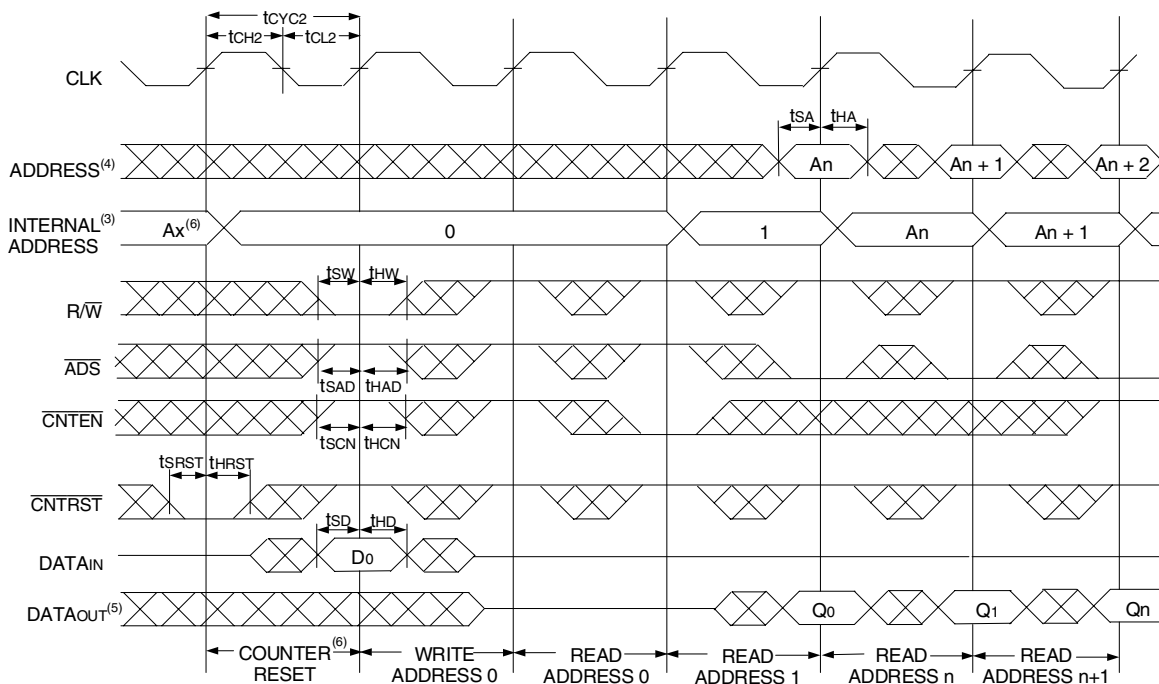 tCYC2
tCH2 tCL2
CLK
tSA tHA
ADDRESS(4) An An + 1 An + 2
INTERNAL(3)
ADDRESS
Ax(6) 0 1 An An + 1
tSW tHW
R/W
ADS
tSAD tHAD
CNTEN
tSCN tHCN
tSRST tHRST
CNTRST
tSD tHD
DATAIN D0
DATAOUT(5) Q0 Q1 Qn
COUNTER(6)
RESET
WRITE
ADDRESS 0
READ
ADDRESS 0
READ
ADDRESS 1
READ
ADDRESS n
READ
ADDRESS n+1